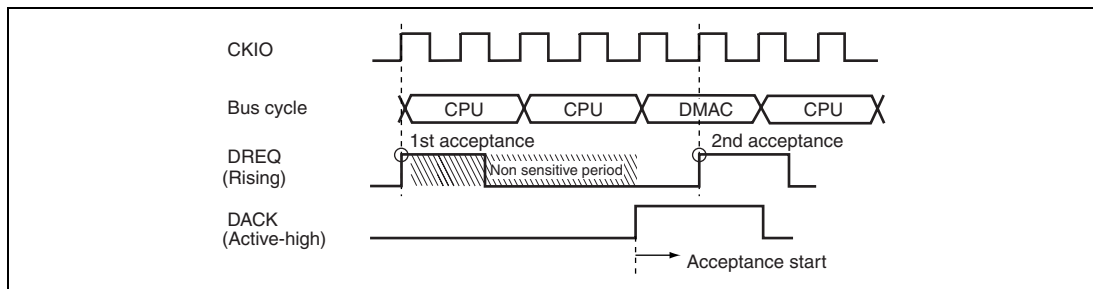 CKIO
Bus cycle
CPU
CPU
DMAC
CPU
1st acceptance
2nd acceptance
DREQ
(Rising)
Non sensitive period
DACK
(Active-high)
Acceptance start